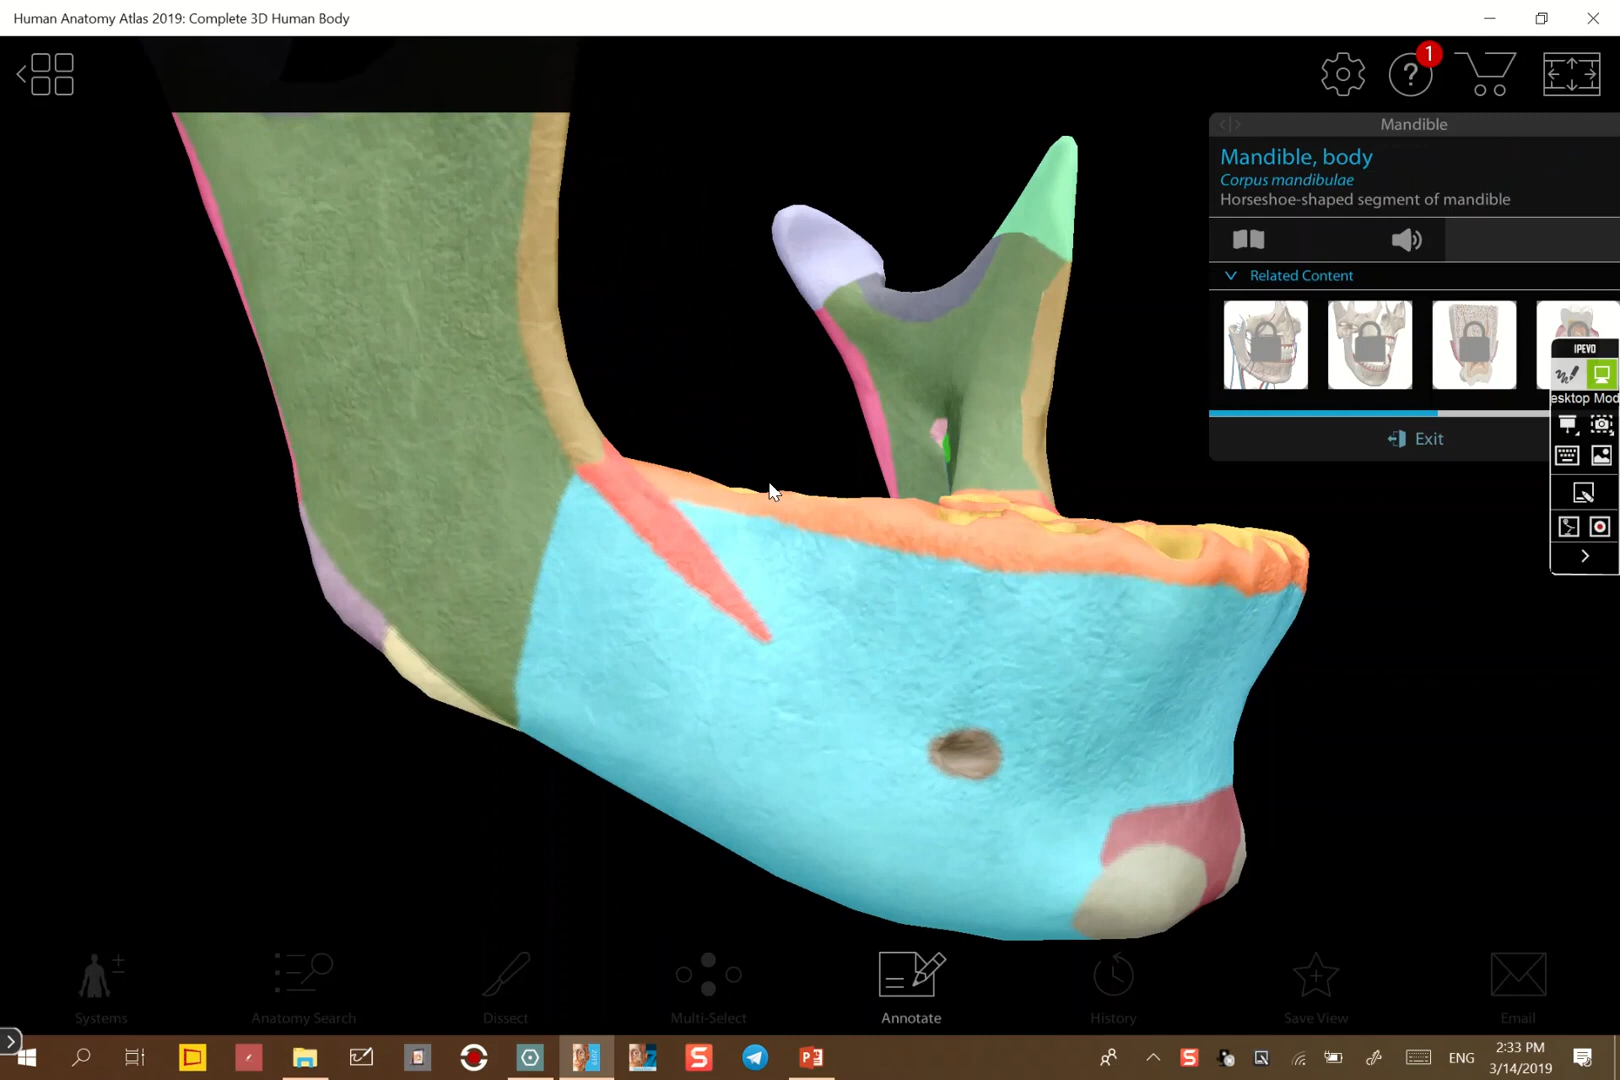 Human Anatomy Atlas 2019: Complete 3D Human Body
1
Mandible
Mandible, body
Corpus mandibulae
Horseshoe-shaped segment of mandible
Related Content
IPEVO
esktop Mod
Exit
Systems
Anatomy Search
Dissect
Multi-Select
Annotate
History
Save View
Email
ENG
2:33 PM
3/14/2019